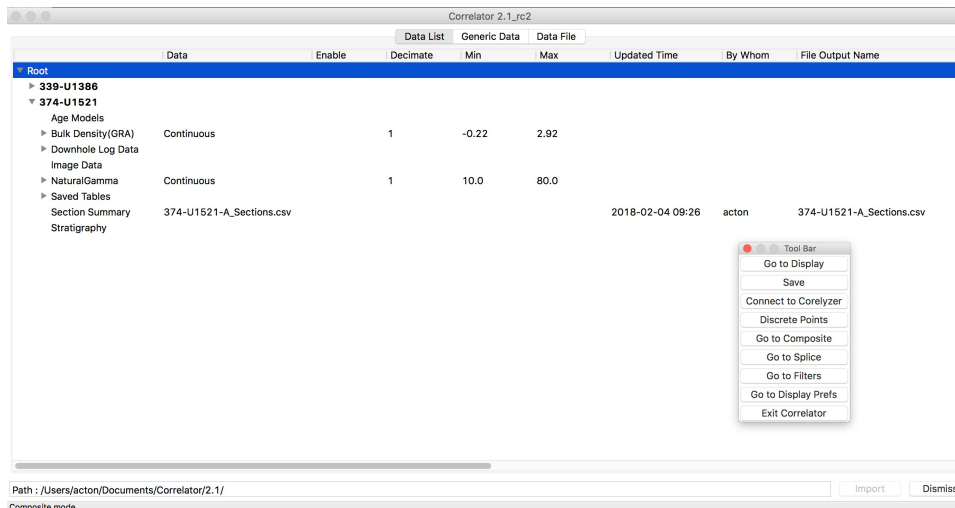 Correlator 2.1_rc2
Data List Generic Data Data File
Data Enable Decimate Min Max Updated Time By Whom File Output Name
Root
339-U1386
374-U1521
Age Models
Bulk Density(GRA) Continuous 1 -0.22 2.92
Downhole Log Data
Image Data
NaturalGamma Continuous 1 10.0 80.0
Saved Tables
Section Summary 374-U1521-A_Sections.csv 2018-02-04 09:26 acton 374-U1521-A_Sections.csv
Stratigraphy
Tool Bar
Go to Display
Save
Connect to Corelyzer
Discrete Points
Go to Composite
Go to Splice
Go to Filters
Go to Display Prefs
Exit Correlator
Path : /Users/acton/Documents/Correlator/2.1/ Import Dismiss
Composite mode